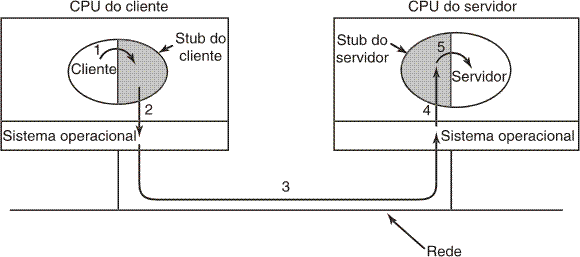 CPU do cliente
CPU do servidor
1
Cliente
Stub do
cliente
Stub do
servidor
5
Servidor
2
4
Sistema operacional
Sistema operacional
3
Rede